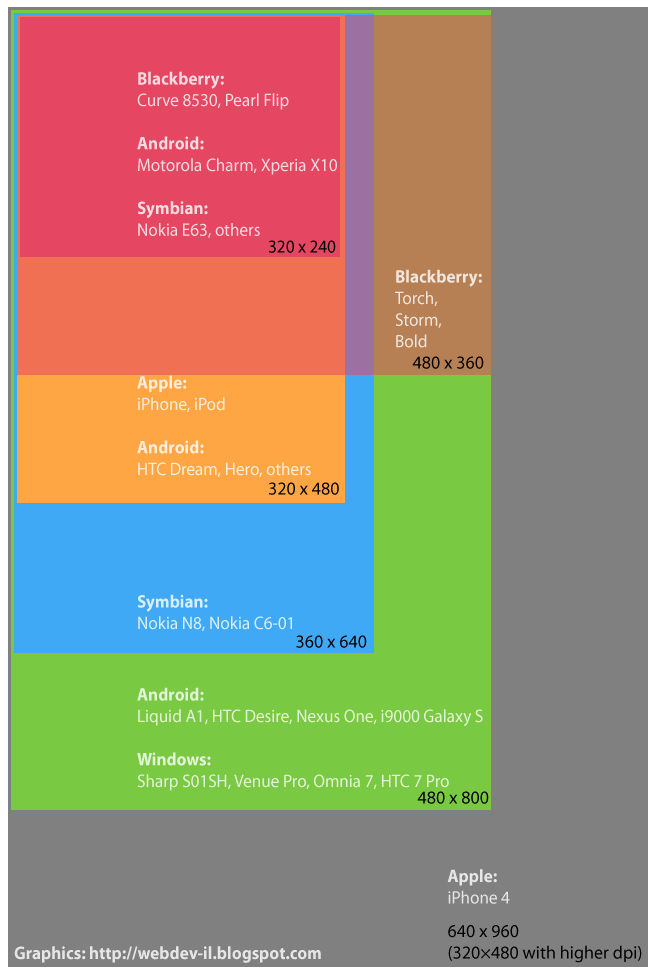 Blackberry:
Curve 8530, Pearl Flip
Android:
Motorola Charm, Xperia X10
Symbian:
Nokia E63, others
320 x 240
Blackberry:
Torch,
Storm,
Bold
480 x 360
Apple:
iPhone, iPod
Android:
HTC Dream, Hero, others
320 x 480
Symbian:
Nokia N8, Nokia C6-01
360 x 640
Android:
Liquid A1, HTC Desire, Nexus One, i9000 Galaxy S
Windows:
Sharp S01SH, Venue Pro, Omnia 7, HTC 7 Pro
480 x 800
Apple:
iPhone 4
640 x 960
(320×480 with higher dpi)
Graphics: http://webdev-il.blogspot.com